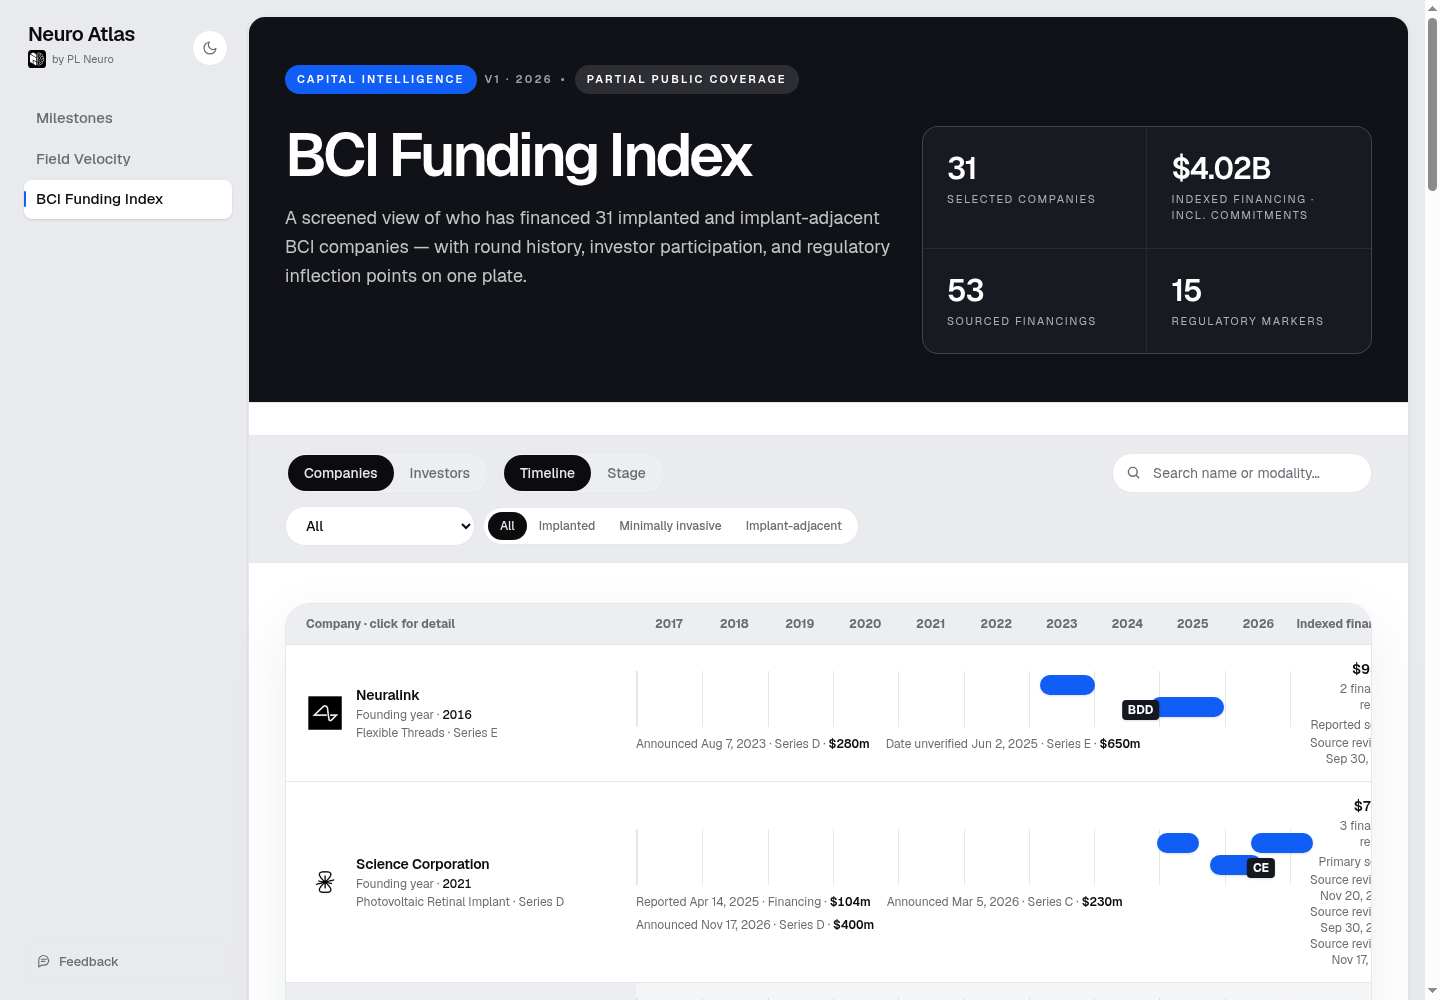 Neuro Atlas
by PL Neuro
Milestones
Field Velocity
BCI Funding Index
Feedback
CAPITAL INTELLIGENCE V1 · 2026 • PARTIAL PUBLIC COVERAGE
BCI Funding Index
A screened view of who has financed 31 implanted and implant-adjacent
BCI companies — with round history, investor participation, and regulatory
inflection points on one plate.
31
SELECTED COMPANIES
$4.02B
INDEXED FINANCING ·
INCL. COMMITMENTS
53
SOURCED FINANCINGS
15
REGULATORY MARKERS
Companies Investors Timeline Stage Search name or modality...
All All Implanted Minimally invasive Implant-adjacent
Company · click for detail 2017 2018 2019 2020 2021 2022 2023 2024 2025 2026 Indexed finan
Neuralink
Founding year · 2016
Flexible Threads · Series E
BDD
Announced Aug 7, 2023 · Series D · $280m Date unverified Jun 2, 2025 · Series E · $650m
$9
2 fina
re
Reported s
Source revi
Sep 30,
Science Corporation
Founding year · 2021
Photovoltaic Retinal Implant · Series D
CE
Reported Apr 14, 2025 · Financing · $104m Announced Mar 5, 2026 · Series C · $230m
Announced Nov 17, 2026 · Series D · $400m
$7
3 fina
re
Primary s
Source revi
Nov 20, 2
Source revi
Sep 30, 2
Source revi
Nov 17,